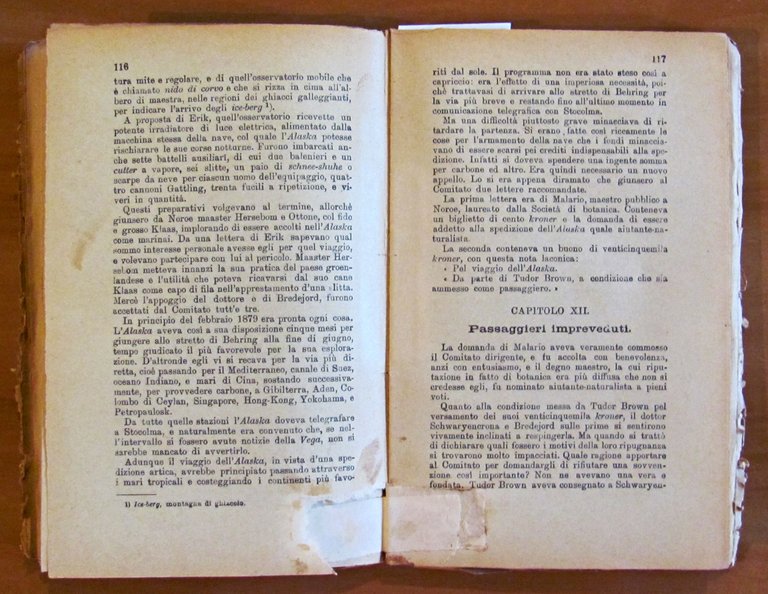 116
tura mite e regolare, e di quell'osservatorio mobile che
è chiamato nido di corvo e che si rizza in cima all'al-
bero di maestra, nelle regioni dei ghiacci galleggianti,
per indicare l'arrivo degli ice-berg ¹).
A proposta di Erik, quell'osservatorio ricevette un
potente irradiatore di luce elettrica, alimentato dalla
macchina stessa della nave, col quale l'Alaska potesse
rischiarare le sue corse notturne. Furono imbarcati an-
che sette battelli ausiliari, di cui due balenieri e un
cutter a vapore, sei slitte, un paio di schnee-shuhe o
scarpe da neve per ciascun uomo dell'equipaggio, quat-
tro cannoni Gattling, trenta fucili a ripetizione, e vi-
veri in quantità.
Questi preparativi volgevano al termine, allorchè
giunsero da Noroe maaster Hersebom e Ottone, col fido
e grosso Klaas, implorando di essere accolti nell'Alaska
come marinai. Da una lettera di Erik sapevano qual
sommo interesse personale avesse egli per quel viaggio,
e volevano partecipare con lui al pericolo. Maaster Her-
sebom metteva innanzi la sua pratica del paese groen-
landese e l'utilità che poteva ricavarsi dal suo cane
Klaas come capo di fila nell'apprestamento d'una slitta.
Mercè l'appoggio del dottore e di Bredejord, furono
accettati dal Comitato tutt'e tre.
In principio del febbraio 1879 era pronta ogni cosa.
L'Alaska aveva così a sua disposizione cinque mesi per
giungere allo stretto di Behring alla fine di giugno,
tempo giudicato il più favorevole per la sua esplora-
zione. D'altronde egli vi si recava per la via più di-
retta, cioè passando per il Mediterraneo, canale di Suez,
oceano Indiano, e mari di Cina, sostando successiva-
mente, per provvedere carbone, a Gibilterra, Aden, Co-
lombo di Ceylan, Singapore, Hong-Kong, Yokohama, e
Petropaulosk.
Da tutte quelle stazioni l'Alaska doveva telegrafare
a Stocolma, e naturalmente era convenuto che, se nel-
l'intervallo si fossero avute notizie della Vega, non si
sarebbe mancato di avvertirlo.
Adunque il viaggio dell'Alaska, in vista d'una spe-
dizione artica, avrebbe principiato passando attraverso
i mari tropicali e costeggiando i continenti più favo-
1) Ice-berg, montagna di ghiaccio.
117
riti dal sole. Il programma non era stato steso così a
capriccio: era l'effetto di una imperiosa necessità, poi-
chè trattavasi di arrivare allo stretto di Behring per
la via più breve e restando fino all'ultimo momento in
comunicazione telegrafica con Stocolma.
Ma una difficoltà piuttosto grave minacciava di ri-
tardare la partenza. Si erano fatte così riccamente le
cose per l'armamento della nave che i fondi minaccia-
vano di essere scarsi pei crediti indispensabili alla spe-
dizione. Infatti si doveva spendere una ingente somma
per carbone ed altro. Era quindi necessario un nuovo
appello. Lo si era appena diramato che giunsero al
Comitato due lettere raccomandate.
La prima lettera era di Malario, maestro pubblico a
Noroe, laureato dalla Società di botanica. Conteneva
un biglietto di cento kroner e la domanda di essere
addetto alla spedizione dell'Alaska quale aiutante-na-
turalista.
La seconda conteneva un buono di venticinquemila
kroner, con questa nota laconica:
« Pel viaggio dell'Alaska.
« Da parte di Tudor Brown, a condizione che sia
ammesso come passaggiero. »
CAPITOLO XII.
Passaggieri impreveduti.
La domanda di Malario aveva veramente commosso
il Comitato dirigente, e fu accolta con benevolenza,
anzi con entusiasmo, e il degno maestro, la cui ripu-
tazione in fatto di botanica era più diffusa che non si
credesse egli, fu nominato aiutante-naturalista a pieni
voti.
Quanto alla condizione messa da Tudor Brown pel
versamento dei suoi venticinquemila kroner, il dottor
Schwaryencrona e Bredejord sulle prime si sentirono
vivamente inclinati a respingerla. Ma quando si trattò
di dichiarare quali fossero i motivi della loro ripugnanza
si trovarono molto impacciati. Quale ragione apportare
al Comitato per domandargli di rifiutare una sovven-
zione così importante? Non ne avevano una vera e
fondata. Tudor Brown aveva consegnato a Schwaryen-